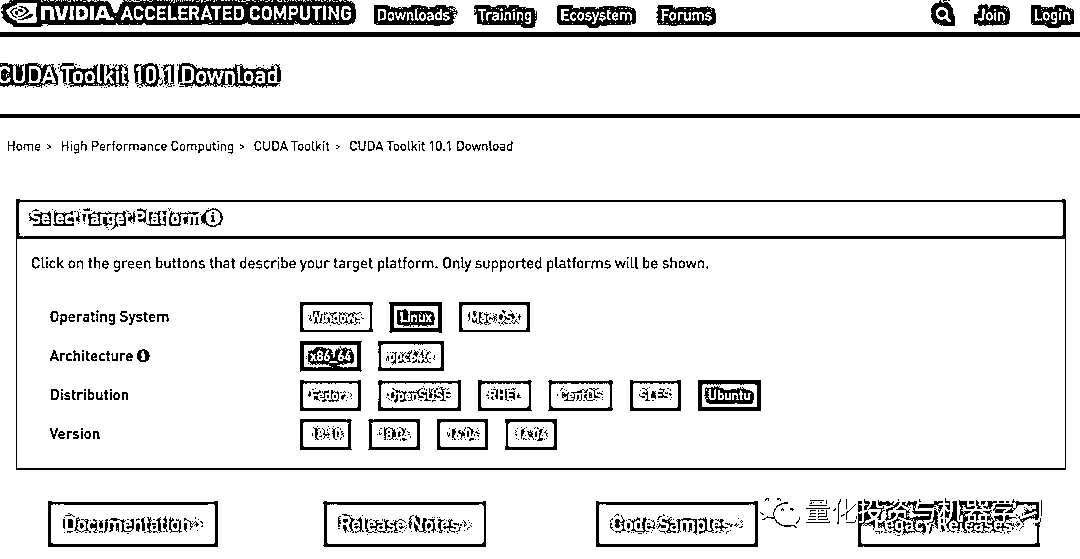 NVIDIA. ACCELERATED COMPUTING Downloads Training Ecosystem Forums Join Login
CUDA Toolkit 10.1 Download
Home > High Performance Computing > CUDA Toolkit > CUDA Toolkit 10.1 Download
Select Target Platform
Click on the green buttons that describe your target platform. Only supported platforms will be shown.
Operating System Windows Linux Mac OSX
Architecture x86_64 ppc64le
Distribution Fedora OpenSUSE RHEL CentOS SLES Ubuntu
Version 18.10 18.04 16.04 14.04
Documentation > Release Notes > Code Samples > Legacy Releases >
量化投资与机器学习